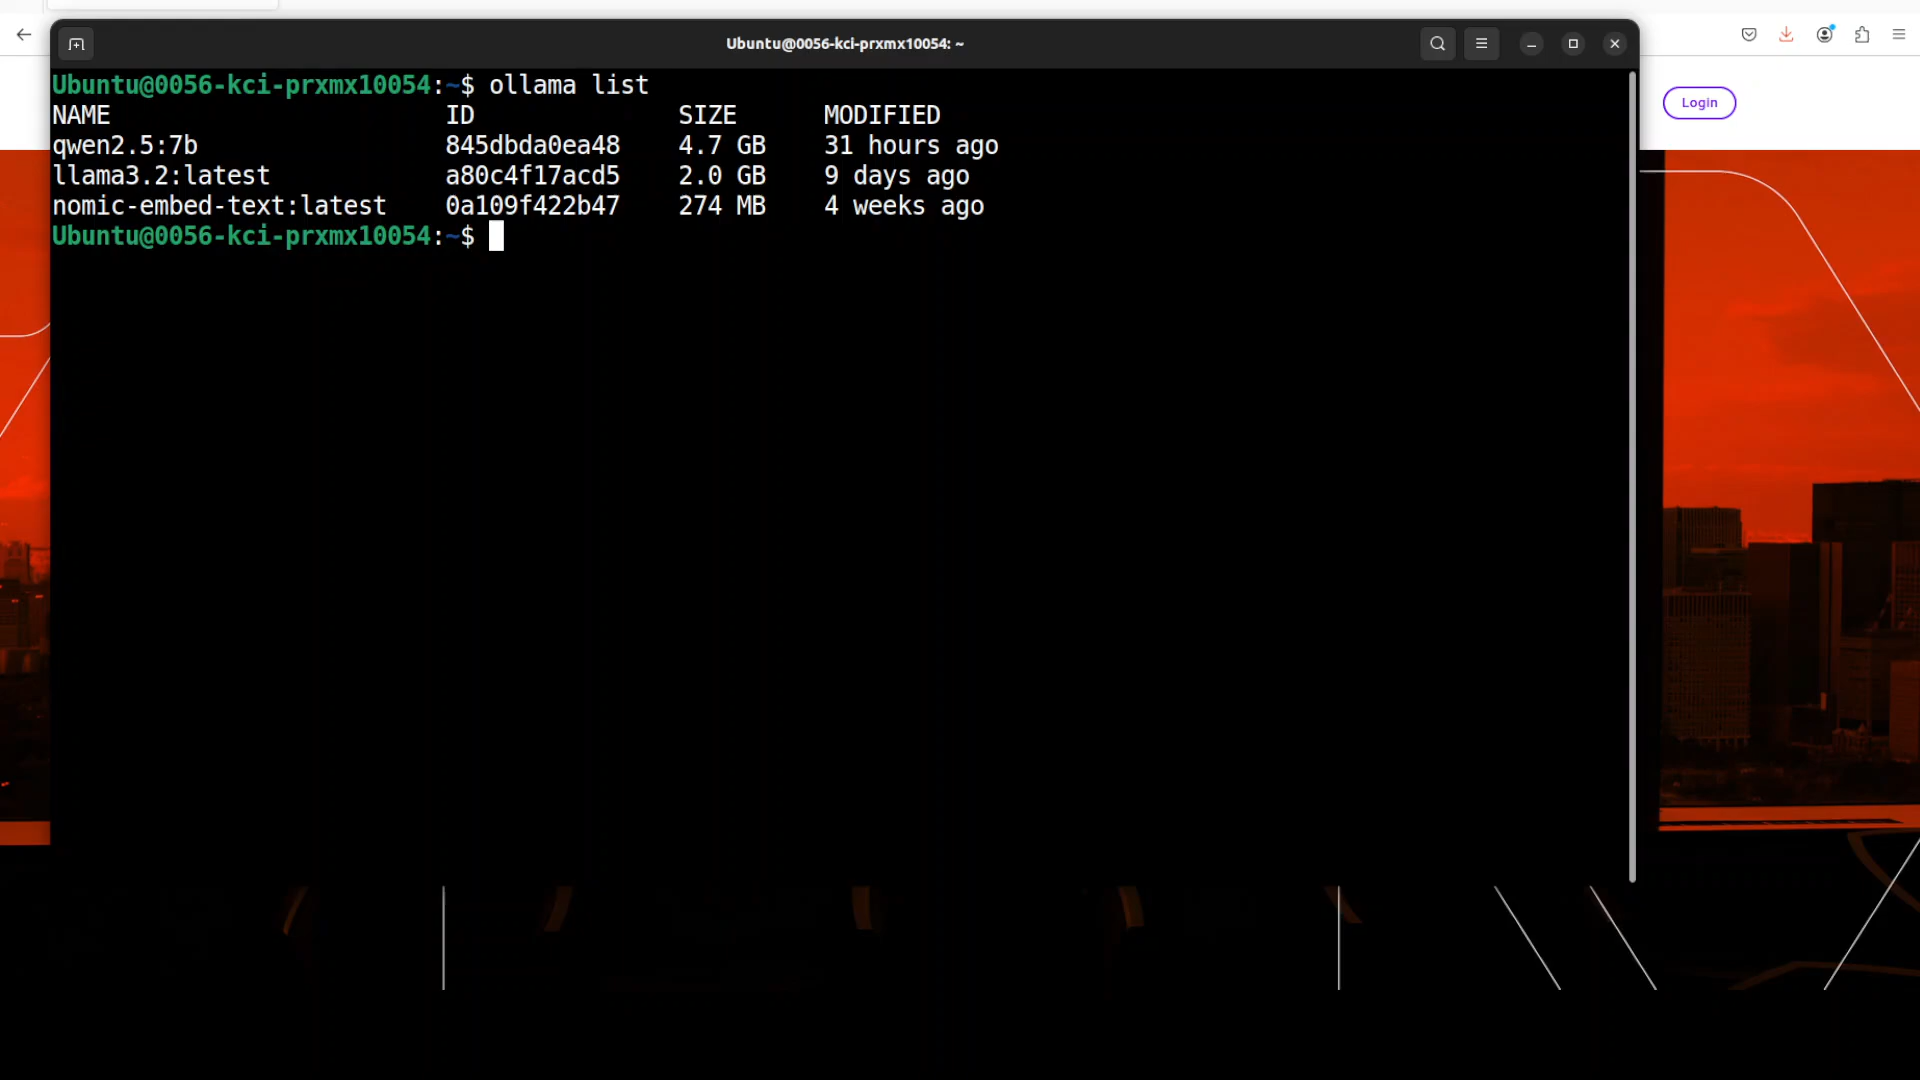 Ubuntu@0056-kci-prxmx10054: ~
Login
Ubuntu@0056-kci-prxmx10054:~$ ollama list
NAME ID SIZE MODIFIED
qwen2.5:7b 845dbda0ea48 4.7 GB 31 hours ago
llama3.2:latest a80c4f17acd5 2.0 GB 9 days ago
nomic-embed-text:latest 0a109f422b47 274 MB 4 weeks ago
Ubuntu@0056-kci-prxmx10054:~$